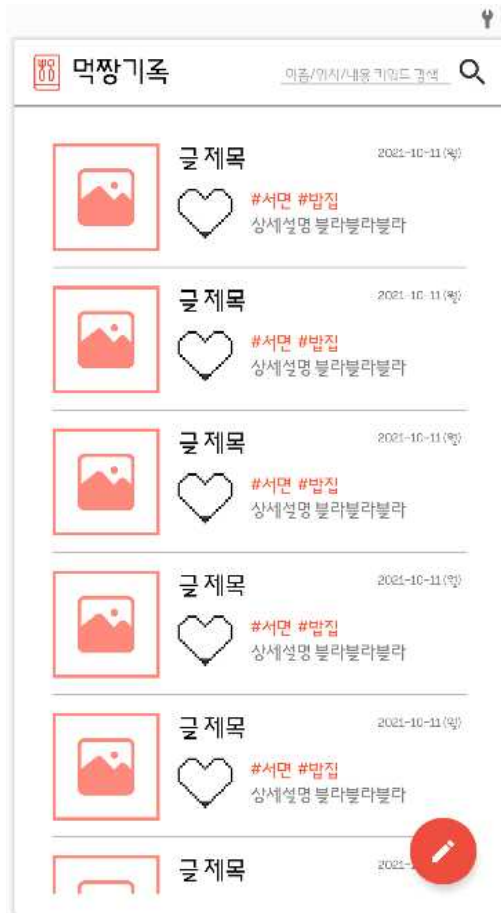 먹짱기록
이름/위치/내용 키워드 검색
글 제목
2021-10-11(월)
#서면 #밥집
상세설명 블라블라블라
글 제목
2021-10-11(월)
#서면 #밥집
상세설명 블라블라블라
글 제목
2021-10-11(월)
#서면 #밥집
상세설명 블라블라블라
글 제목
2021-10-11(월)
#서면 #밥집
상세설명 블라블라블라
글 제목
2021-10-11(월)
#서면 #밥집
상세설명 블라블라블라
글 제목